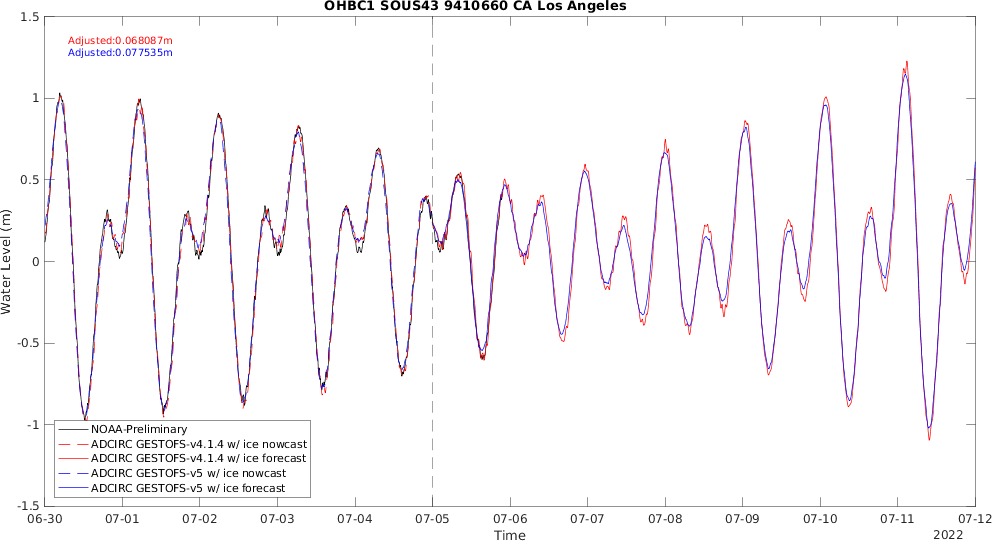 OHBC1 SOUS43 9410660 CA Los Angeles
1.5
Adjusted:0.068087m
Adjusted:0.077535m
1
0.5
0
-0.5
-1
-1.5
Water Level (m)
NOAA-Preliminary
ADCIRC GESTOFS-v4.1.4 w/ ice nowcast
ADCIRC GESTOFS-v4.1.4 w/ ice forecast
ADCIRC GESTOFS-v5 w/ ice nowcast
ADCIRC GESTOFS-v5 w/ ice forecast
06-30 07-01 07-02 07-03 07-04 07-05 07-06 07-07 07-08 07-09 07-10 07-11 07-12
Time
2022